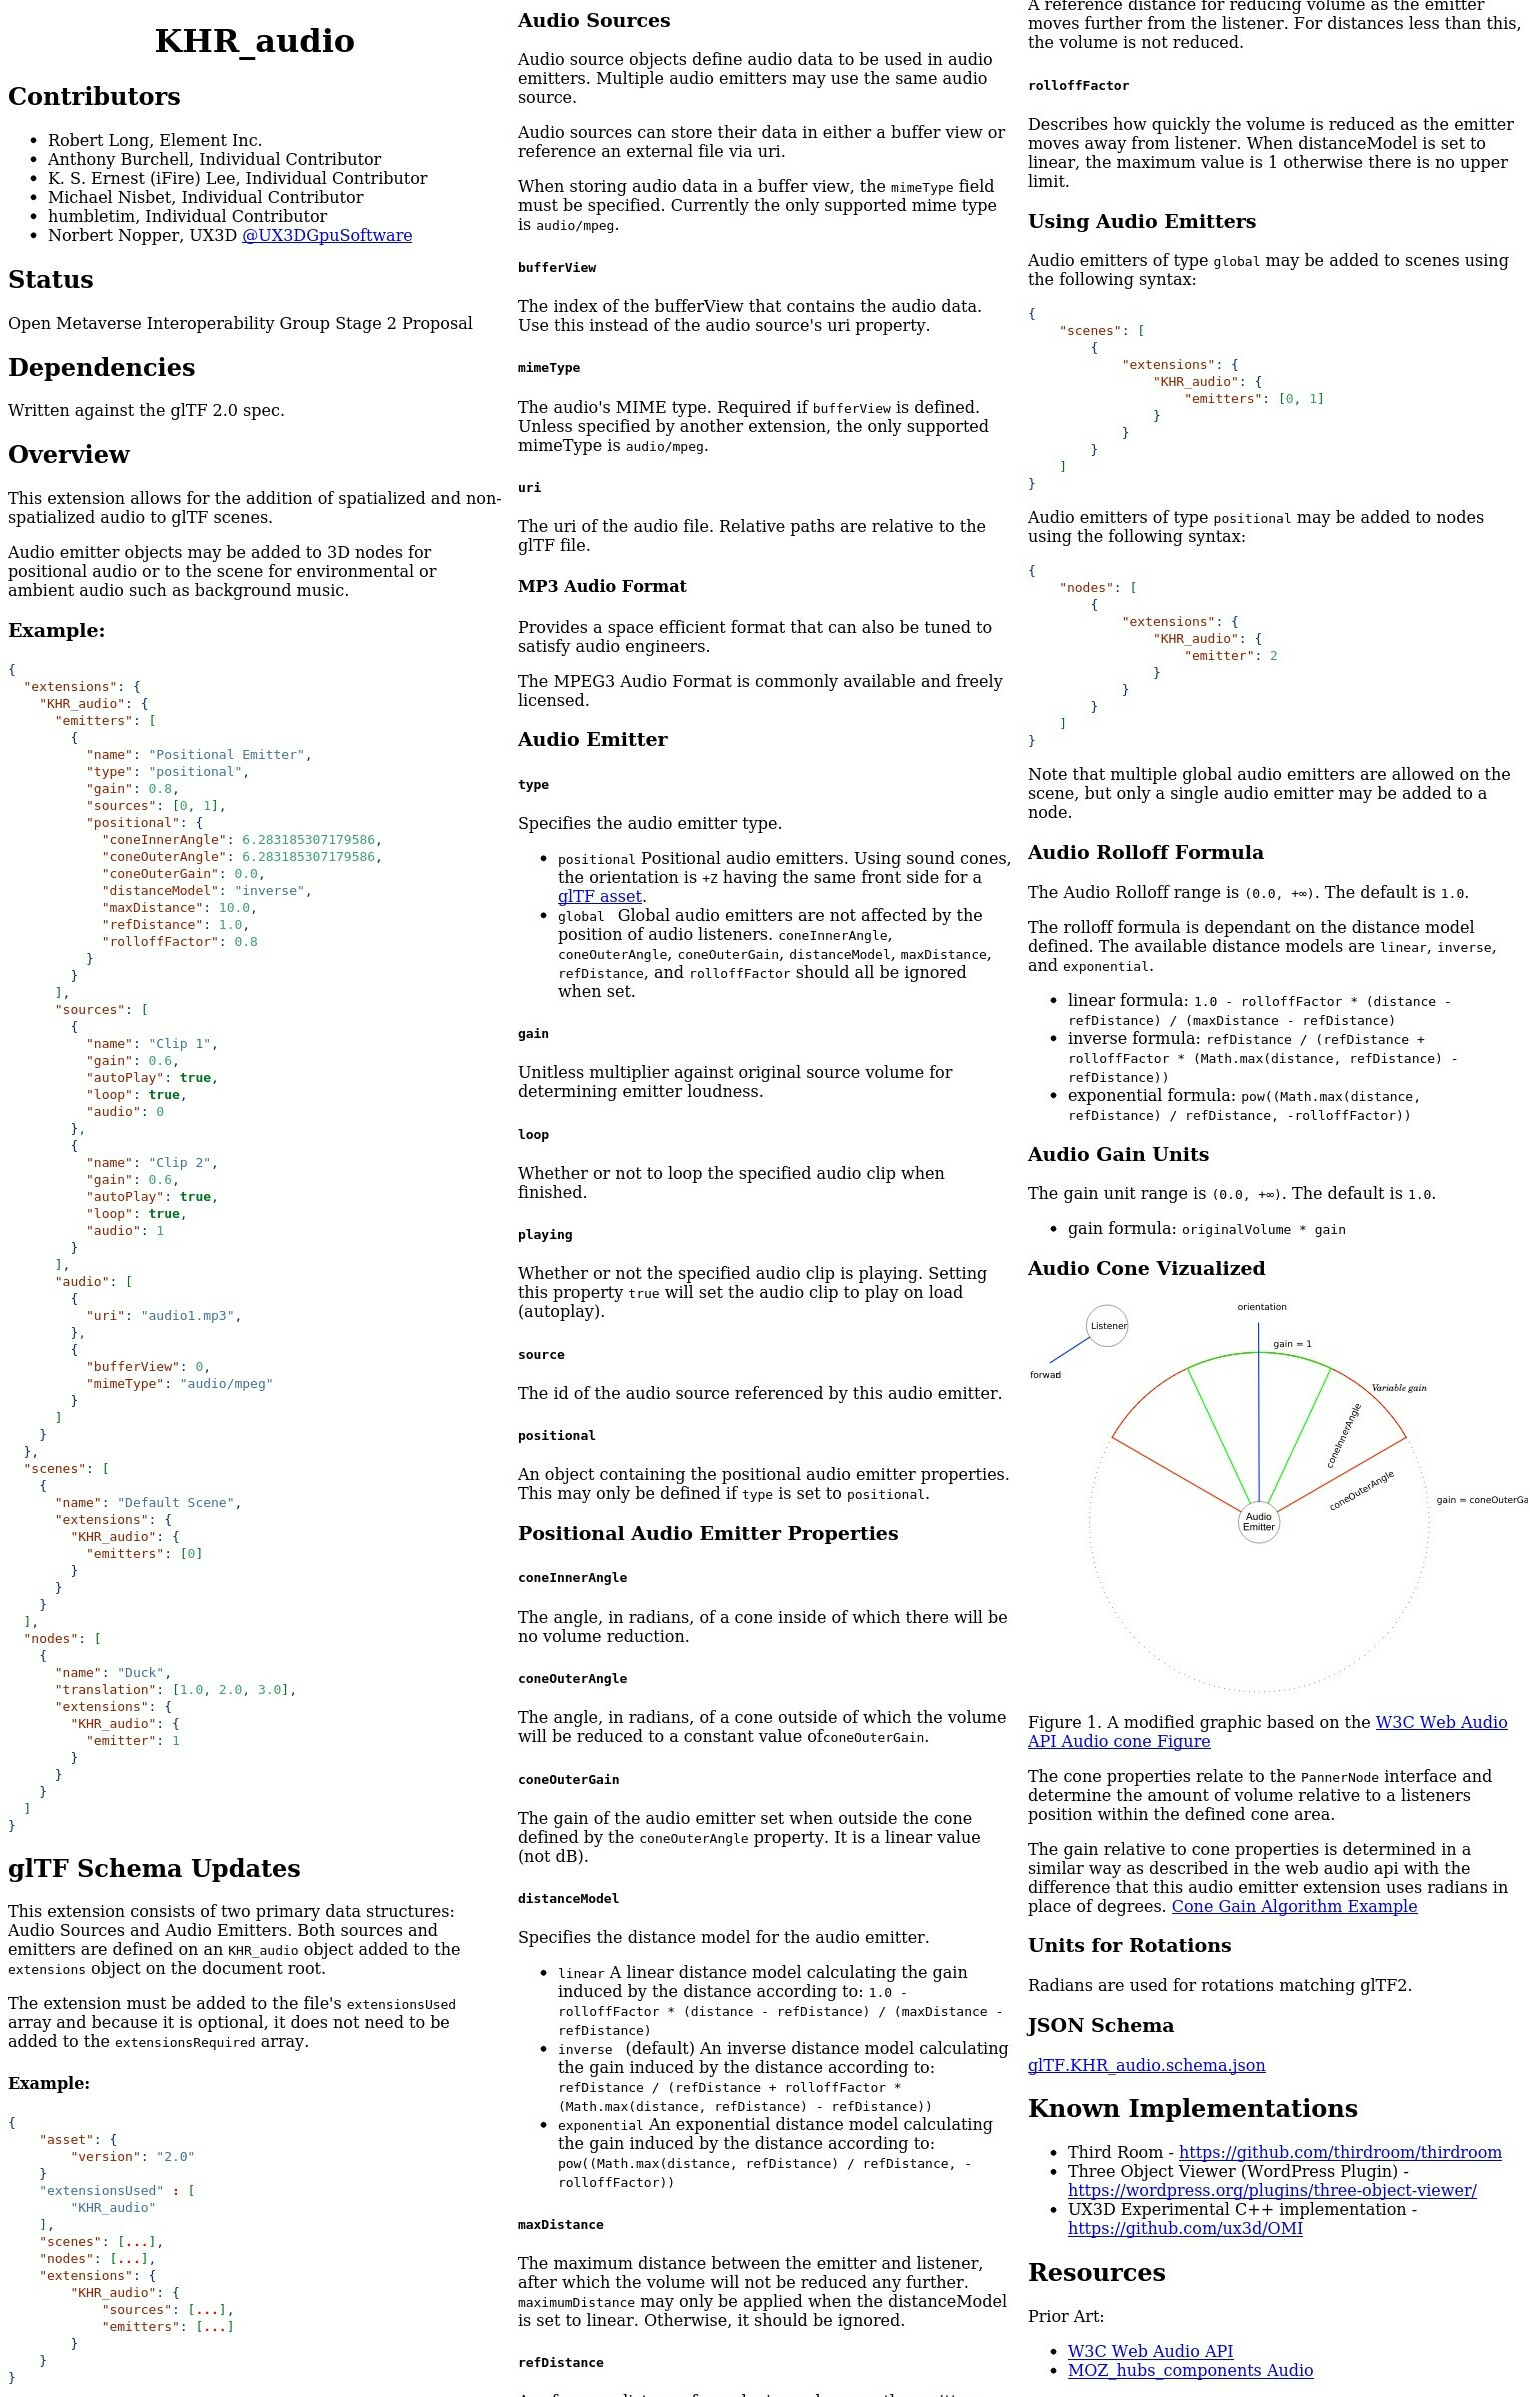 KHR_audio
Contributors
• Robert Long, Element Inc.
• Anthony Burchell, Individual Contributor
• K. S. Ernest (iFire) Lee, Individual Contributor
• Michael Nisbet, Individual Contributor
• humbletim, Individual Contributor
• Norbert Nopper, UX3D @UX3DGpuSoftware
Status
Open Metaverse Interoperability Group Stage 2 Proposal
Dependencies
Written against the glTF 2.0 spec.
Overview
This extension allows for the addition of spatialized and non-
spatialized audio to glTF scenes.
Audio emitter objects may be added to 3D nodes for
positional audio or to the scene for environmental or
ambient audio such as background music.
Example:
{
  "extensions": {
    "KHR_audio": {
      "emitters": [
        {
          "name": "Positional Emitter",
          "type": "positional",
          "gain": 0.8,
          "sources": [0, 1],
          "positional": {
            "coneInnerAngle": 6.283185307179586,
            "coneOuterAngle": 6.283185307179586,
            "coneOuterGain": 0.0,
            "distanceModel": "inverse",
            "maxDistance": 10.0,
            "refDistance": 1.0,
            "rolloffFactor": 0.8
          }
        }
      ],
      "sources": [
        {
          "name": "Clip 1",
          "gain": 0.6,
          "autoPlay": true,
          "loop": true,
          "audio": 0
        },
        {
          "name": "Clip 2",
          "gain": 0.6,
          "autoPlay": true,
          "loop": true,
          "audio": 1
        }
      ],
      "audio": [
        {
          "uri": "audio1.mp3",
        },
        {
          "bufferView": 0,
          "mimeType": "audio/mpeg"
        }
      ]
    }
  },
  "scenes": [
    {
      "name": "Default Scene",
      "extensions": {
        "KHR_audio": {
          "emitters": [0]
        }
      }
    }
  ],
  "nodes": [
    {
      "name": "Duck",
      "translation": [1.0, 2.0, 3.0],
      "extensions": {
        "KHR_audio": {
          "emitter": 1
        }
      }
    }
  ]
}
glTF Schema Updates
This extension consists of two primary data structures:
Audio Sources and Audio Emitters. Both sources and
emitters are defined on an KHR_audio object added to the
extensions object on the document root.
The extension must be added to the file's extensionsUsed
array and because it is optional, it does not need to be
added to the extensionsRequired array.
Example:
{
    "asset": {
        "version": "2.0"
    }
    "extensionsUsed" : [
        "KHR_audio"
    ],
    "scenes": [...],
    "nodes": [...],
    "extensions": {
        "KHR_audio": {
            "sources": [...],
            "emitters": [...]
        }
    }
}
Audio Sources
Audio source objects define audio data to be used in audio
emitters. Multiple audio emitters may use the same audio
source.
Audio sources can store their data in either a buffer view or
reference an external file via uri.
When storing audio data in a buffer view, the mimeType field
must be specified. Currently the only supported mime type
is audio/mpeg.
bufferView
The index of the bufferView that contains the audio data.
Use this instead of the audio source's uri property.
mimeType
The audio's MIME type. Required if bufferView is defined.
Unless specified by another extension, the only supported
mimeType is audio/mpeg.
uri
The uri of the audio file. Relative paths are relative to the
glTF file.
MP3 Audio Format
Provides a space efficient format that can also be tuned to
satisfy audio engineers.
The MPEG3 Audio Format is commonly available and freely
licensed.
Audio Emitter
type
Specifies the audio emitter type.
• positional Positional audio emitters. Using sound cones,
the orientation is +Z having the same front side for a
glTF asset.
• global Global audio emitters are not affected by the
position of audio listeners. coneInnerAngle,
coneOuterAngle, coneOuterGain, distanceModel, maxDistance,
refDistance, and rolloffFactor should all be ignored
when set.
gain
Unitless multiplier against original source volume for
determining emitter loudness.
loop
Whether or not to loop the specified audio clip when
finished.
playing
Whether or not the specified audio clip is playing. Setting
this property true will set the audio clip to play on load
(autoplay).
source
The id of the audio source referenced by this audio emitter.
positional
An object containing the positional audio emitter properties.
This may only be defined if type is set to positional.
Positional Audio Emitter Properties
coneInnerAngle
The angle, in radians, of a cone inside of which there will be
no volume reduction.
coneOuterAngle
The angle, in radians, of a cone outside of which the volume
will be reduced to a constant value ofconeOuterGain.
coneOuterGain
The gain of the audio emitter set when outside the cone
defined by the coneOuterAngle property. It is a linear value
(not dB).
distanceModel
Specifies the distance model for the audio emitter.
• linear A linear distance model calculating the gain
induced by the distance according to: 1.0 -
rolloffFactor * (distance - refDistance) / (maxDistance -
refDistance)
• inverse (default) An inverse distance model calculating
the gain induced by the distance according to:
refDistance / (refDistance + rolloffFactor *
(Math.max(distance, refDistance) - refDistance))
• exponential An exponential distance model calculating
the gain induced by the distance according to:
pow((Math.max(distance, refDistance) / refDistance, -
rolloffFactor))
maxDistance
The maximum distance between the emitter and listener,
after which the volume will not be reduced any further.
maximumDistance may only be applied when the distanceModel
is set to linear. Otherwise, it should be ignored.
refDistance
A reference distance for reducing volume as the emitter
moves further from the listener. For distances less than this,
the volume is not reduced.
rolloffFactor
Describes how quickly the volume is reduced as the emitter
moves away from listener. When distanceModel is set to
linear, the maximum value is 1 otherwise there is no upper
limit.
Using Audio Emitters
Audio emitters of type global may be added to scenes using
the following syntax:
{
    "scenes": [
        {
            "extensions": {
                "KHR_audio": {
                    "emitters": [0, 1]
                }
            }
        }
    ]
}
Audio emitters of type positional may be added to nodes
using the following syntax:
{
    "nodes": [
        {
            "extensions": {
                "KHR_audio": {
                    "emitter": 2
                }
            }
        }
    ]
}
Note that multiple global audio emitters are allowed on the
scene, but only a single audio emitter may be added to a
node.
Audio Rolloff Formula
The Audio Rolloff range is (0.0, +∞). The default is 1.0.
The rolloff formula is dependant on the distance model
defined. The available distance models are linear, inverse,
and exponential.
• linear formula: 1.0 - rolloffFactor * (distance -
refDistance) / (maxDistance - refDistance)
• inverse formula: refDistance / (refDistance +
rolloffFactor * (Math.max(distance, refDistance) -
refDistance))
• exponential formula: pow((Math.max(distance,
refDistance) / refDistance, -rolloffFactor))
Audio Gain Units
The gain unit range is (0.0, +∞). The default is 1.0.
• gain formula: originalVolume * gain
Audio Cone Vizualized
orientation
Listener
gain = 1
forward
Variable gain
coneInnerAngle
coneOuterAngle
gain = coneOuterGa
Audio
Emitter
Figure 1. A modified graphic based on the W3C Web Audio
API Audio cone Figure
The cone properties relate to the PannerNode interface and
determine the amount of volume relative to a listeners
position within the defined cone area.
The gain relative to cone properties is determined in a
similar way as described in the web audio api with the
difference that this audio emitter extension uses radians in
place of degrees. Cone Gain Algorithm Example
Units for Rotations
Radians are used for rotations matching glTF2.
JSON Schema
glTF.KHR_audio.schema.json
Known Implementations
• Third Room - https://github.com/thirdroom/thirdroom
• Three Object Viewer (WordPress Plugin) -
https://wordpress.org/plugins/three-object-viewer/
• UX3D Experimental C++ implementation -
https://github.com/ux3d/OMI
Resources
Prior Art:
• W3C Web Audio API
• MOZ_hubs_components Audio